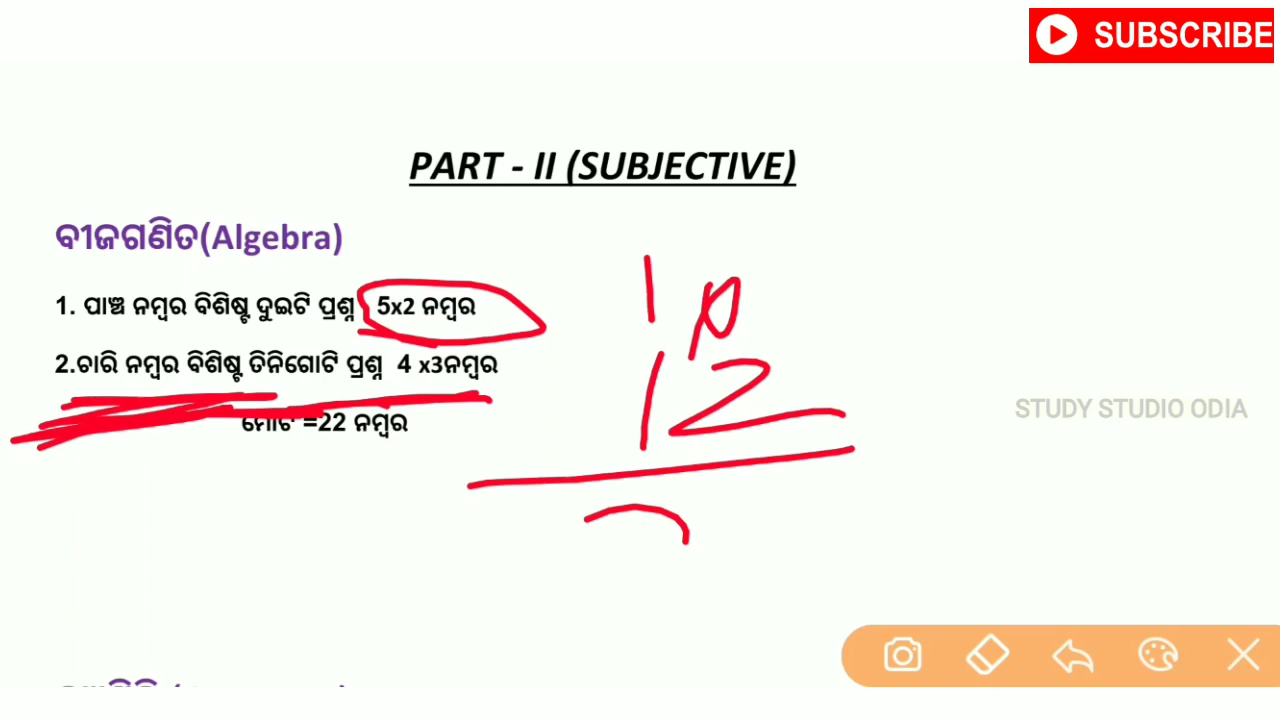 SUBSCRIBE
PART - II (SUBJECTIVE)
ବୀଜଗଣିତ(Algebra)
1. ପାଞ୍ଚ ନମ୍ବର ବିଶିଷ୍ଟ ଦୁଇଟି ପ୍ରଶ୍ନ 5x2 ନମ୍ବର
10
2.ଚାରି ନମ୍ବର ବିଶିଷ୍ଟ ତିନିଗୋଟି ପ୍ରଶ୍ନ 4 x3ନମ୍ବର
12
STUDY STUDIO ODIA
ମୋଟ =22 ନମ୍ବର